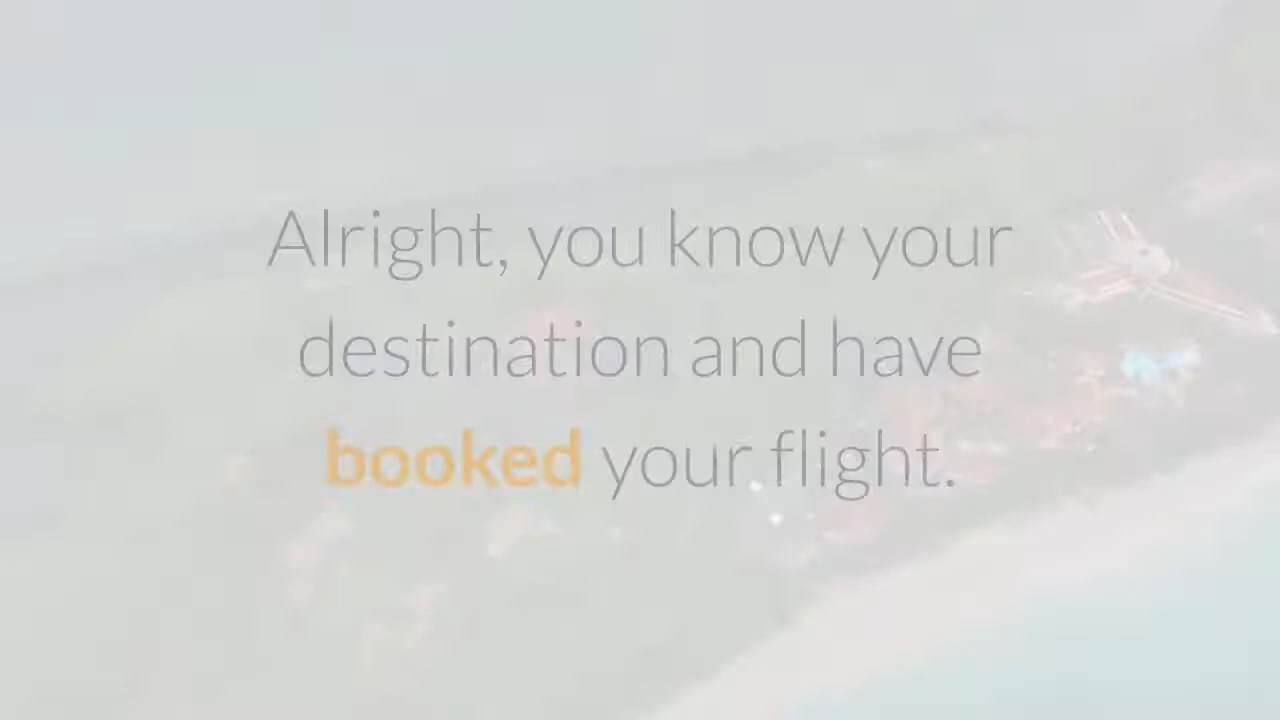 Alright, you know your
destination and have
booked your flight.